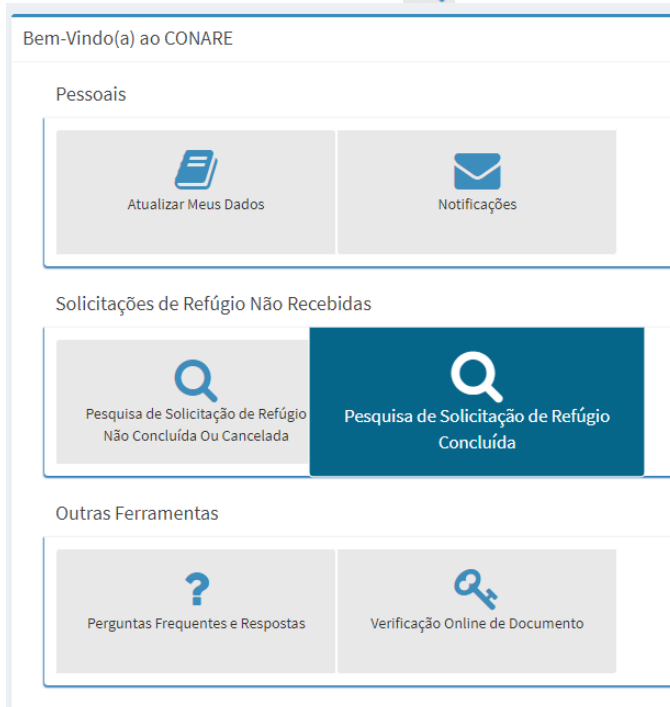 Bem-Vindo(a) ao CONARE
Pessoais
Atualizar Meus Dados
Notificações
Solicitações de Refúgio Não Recebidas
Pesquisa de Solicitação de Refúgio
Não Concluída Ou Cancelada
Pesquisa de Solicitação de Refúgio
Concluída
Outras Ferramentas
Perguntas Frequentes e Respostas
Verificação Online de Documento